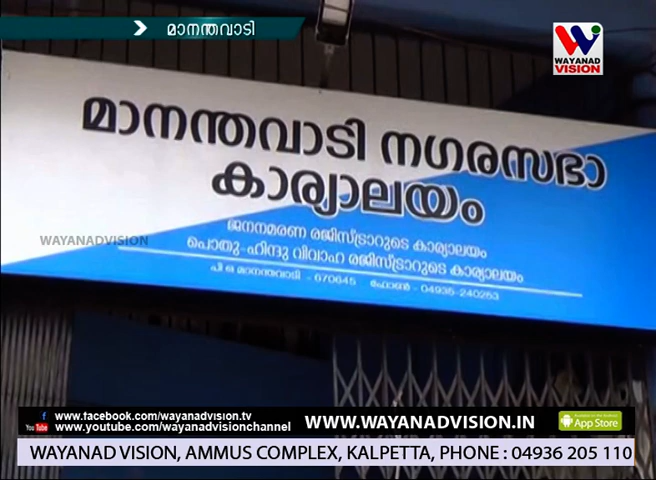 മാനന്തവാടി
WAYANAD
VISION
മാനന്തവാടി നഗരസഭാ
കാര്യാലയം
ജനനമരണ രജിസ്ട്രാറുടെ കാര്യാലയം
പൊതു-ഹിന്ദു വിവാഹ രജിസ്ട്രാറുടെ കാര്യാലയം
പി ഒ മാനന്തവാടി - 670645 ഫോൺ - 04935-240253
WAYANADVISION
www.facebook.com/wayanadvision.tv
You Tube www.youtube.com/wayanadvisionchannel
WWW.WAYANADVISION.IN
App Store
WAYANAD VISION, AMMUS COMPLEX, KALPETTA, PHONE : 04936 205 110